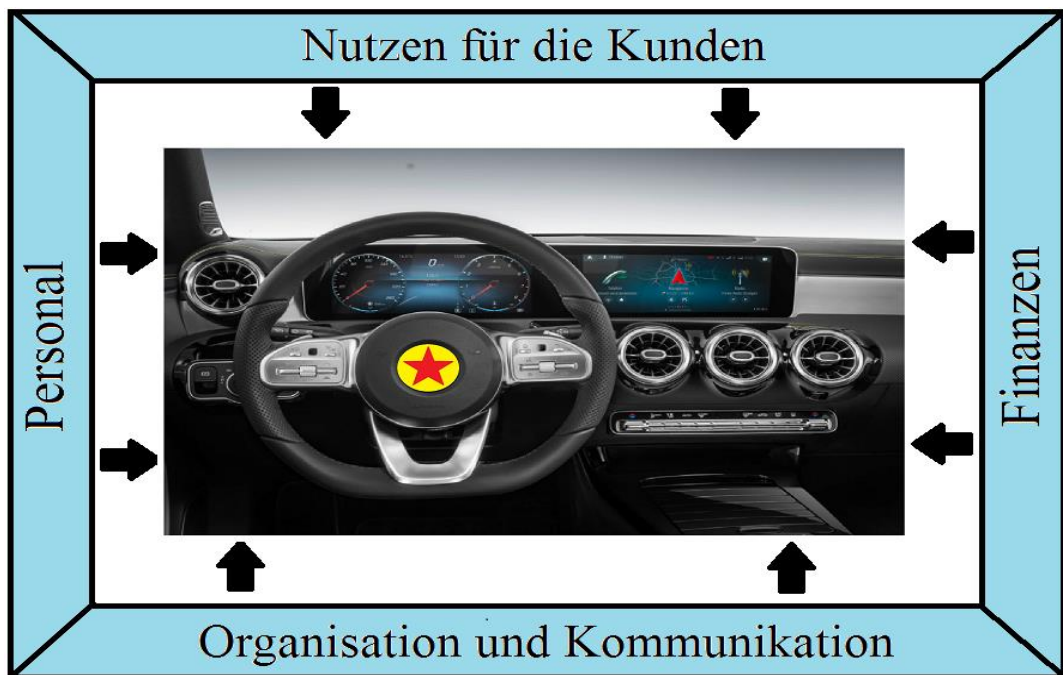 Nutzen für die Kunden
Personal
Finanzen
Organisation und Kommunikation